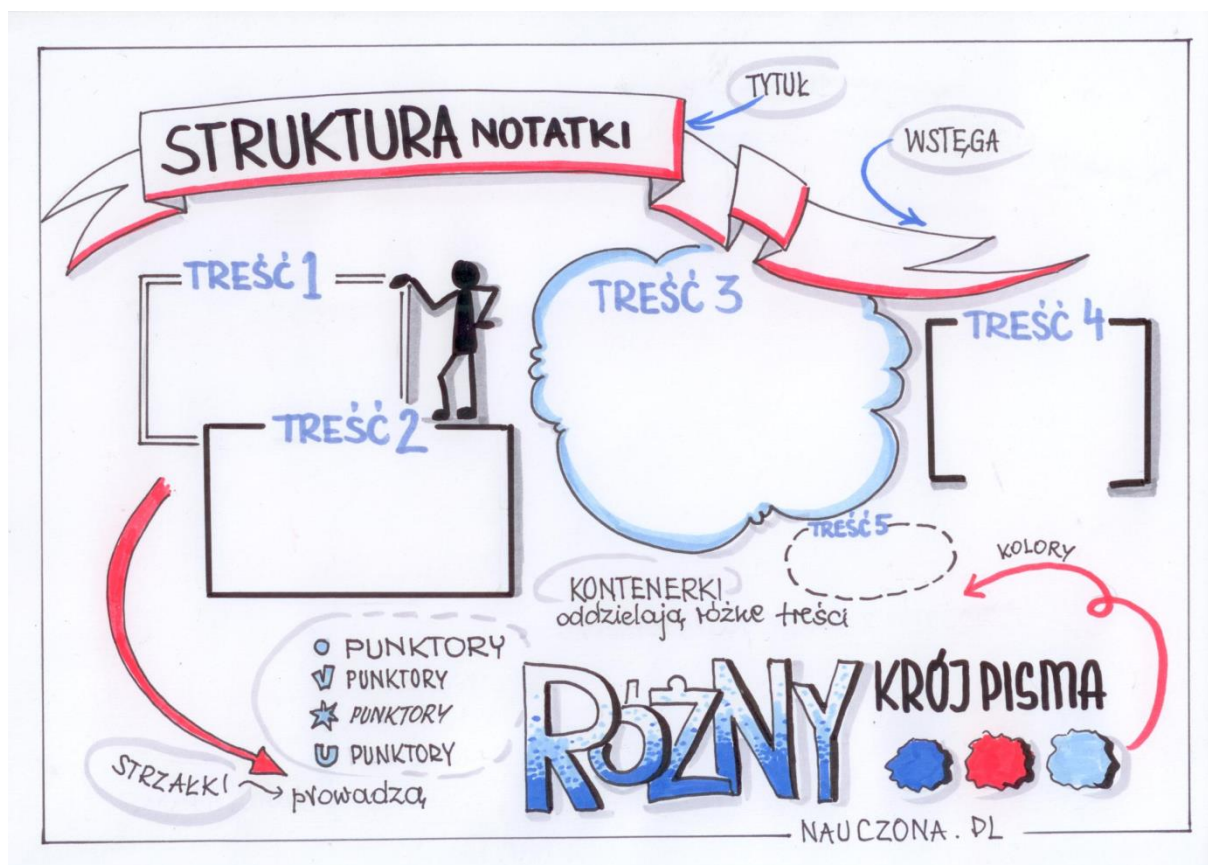 STRUKTURA NOTATKI
TYTUŁ
WSTĘGA
TREŚĆ 1
TREŚĆ 2
TREŚĆ 3
TREŚĆ 4
TREŚĆ 5
KONTENERKI
oddzielają różne treści
KOLORY
PUNKTORY
PUNKTORY
PUNKTORY
PUNKTORY
STRZAŁKI
prowadzą
RÓŻNY KRÓJ PISMA
NAUCZONA.PL